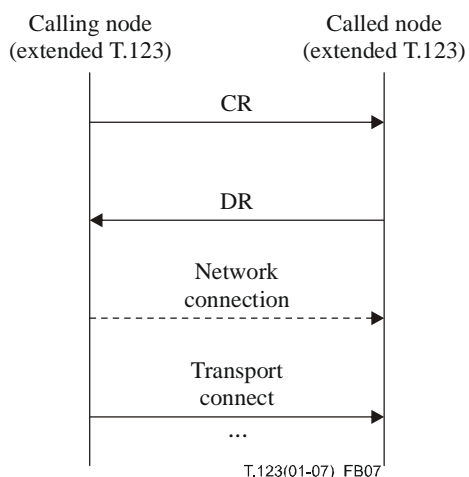 Calling node
(extended T.123)
Called node
(extended T.123)
CR
DR
Network
connection
Transport
connect
...
T.123(01-07)_FB07